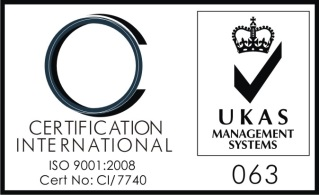 CERTIFICATION
INTERNATIONAL
ISO 9001:2008
Cert No: CI/7740
UKAS
MANAGEMENT
SYSTEMS
063